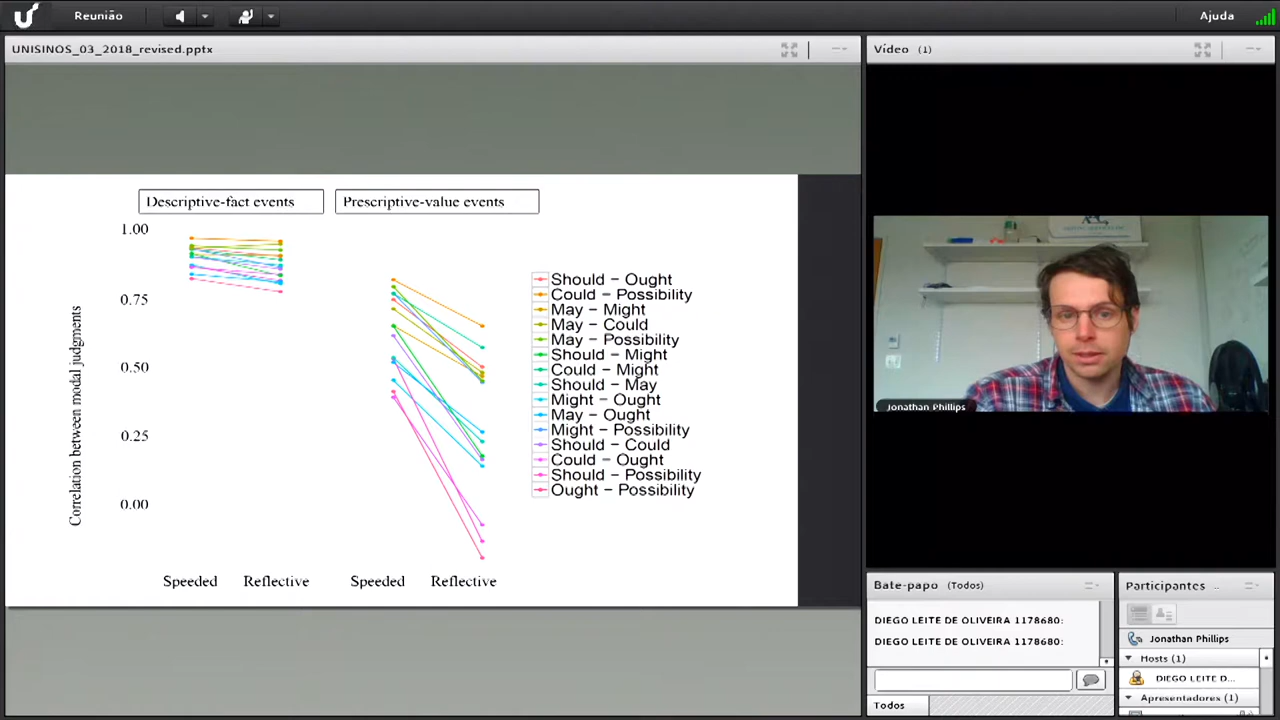 Reunião
Ajuda
UNISINOS_03_2018_revised.pptx
Vídeo (1)
Descriptive-fact events
Prescriptive-value events
1.00
0.75
0.50
0.25
0.00
Correlation between modal judgments
Speeded
Reflective
Speeded
Reflective
Should – Ought
Could – Possibility
May – Might
May – Could
May – Possibility
Should – Might
Could – Might
Should – May
Might – Ought
May – Ought
Might – Possibility
Should – Could
Could – Ought
Should – Possibility
Ought – Possibility
Jonathan Phillips
Bate-papo (Todos)
DIEGO LEITE DE OLIVEIRA 1178680:
DIEGO LEITE DE OLIVEIRA 1178680:
Todos
Participantes ..
Jonathan Phillips
Hosts (1)
DIEGO LEITE D...
Apresentadores (1)